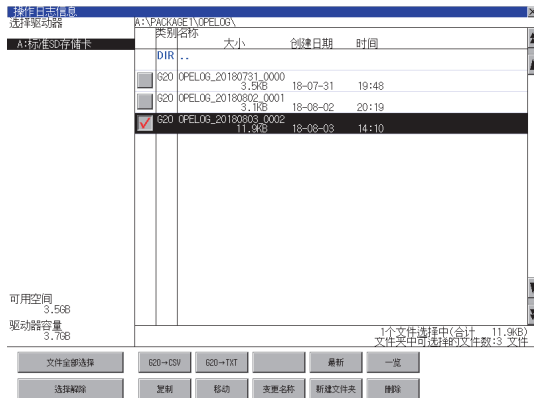 操作日志信息
选择驱动器
A:标准SD存储卡
A:\PACKAGE1\OPELOG\
类别 名称
大小 创建日期 时间
DIR ..
G2O OPELOG_20180731_0000
3.5KB 18-07-31 19:48
G2O OPELOG_20180802_0001
3.1KB 18-08-02 20:19
G2O OPELOG_20180803_0002
11.9KB 18-08-03 14:10
可用空间
3.5GB
驱动器容量
3.7GB
1个文件选择中(合计 11.9KB)
文件夹中可选择的文件数:3 文件
文件全部选择 G2O→CSV G2O→TXT 最新 一览
选择解除 复制 移动 变更名称 新建文件夹 删除